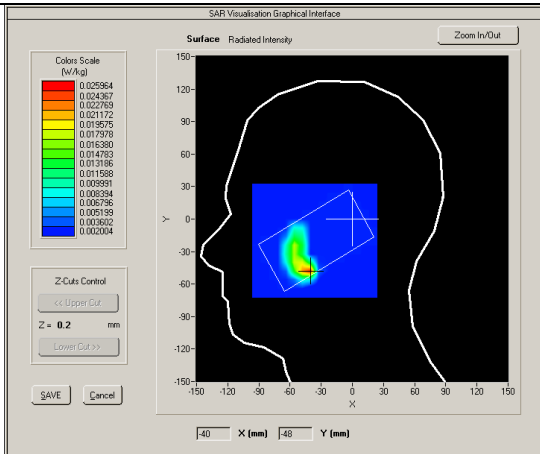 SAR Visualisation Graphical Interface
Surface Radiated Intensity
Zoom In/Out
Colors Scale
(W/kg)
0.025964
0.024367
0.022769
0.021172
0.019575
0.017978
0.016380
0.014783
0.013186
0.011588
0.009991
0.008394
0.006796
0.005199
0.003602
0.002004
Z-Cuts Control
<< Upper Cut
Z = 0.2 mm
Lower Cut >>
SAVE Cancel
150
120
90
60
30
0
-30
-60
-90
-120
-150
Y
-150 -120 -90 -60 -30 0 30 60 90 120 150
X
-40 X (mm) -48 Y (mm)